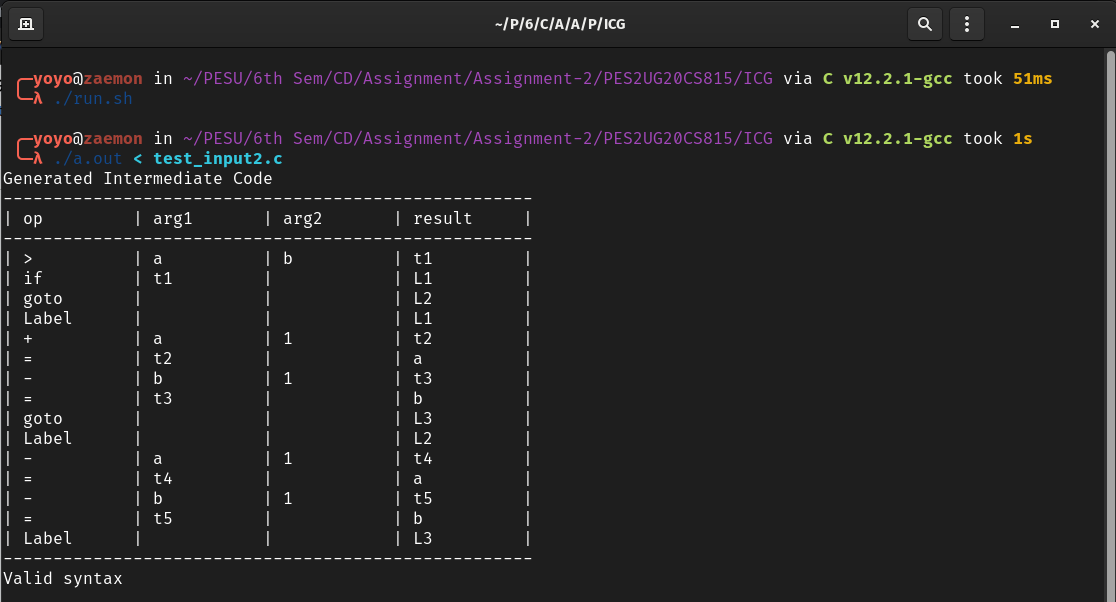 ~/P/6/C/A/A/P/ICG
yoyo@zaemon in ~/PESU/6th Sem/CD/Assignment/Assignment-2/PES2UG20CS815/ICG via C v12.2.1-gcc took 51ms
λ ./run.sh
yoyo@zaemon in ~/PESU/6th Sem/CD/Assignment/Assignment-2/PES2UG20CS815/ICG via C v12.2.1-gcc took 1s
λ ./a.out < test_input2.c
Generated Intermediate Code
-----------------------------------------------------
| op | arg1 | arg2 | result |
-----------------------------------------------------
| > | a | b | t1 |
| if | t1 | | L1 |
| goto | | | L2 |
| Label | | | L1 |
| + | a | 1 | t2 |
| = | t2 | | a |
| - | b | 1 | t3 |
| = | t3 | | b |
| goto | | | L3 |
| Label | | | L2 |
| - | a | 1 | t4 |
| = | t4 | | a |
| - | b | 1 | t5 |
| = | t5 | | b |
| Label | | | L3 |
-----------------------------------------------------
Valid syntax